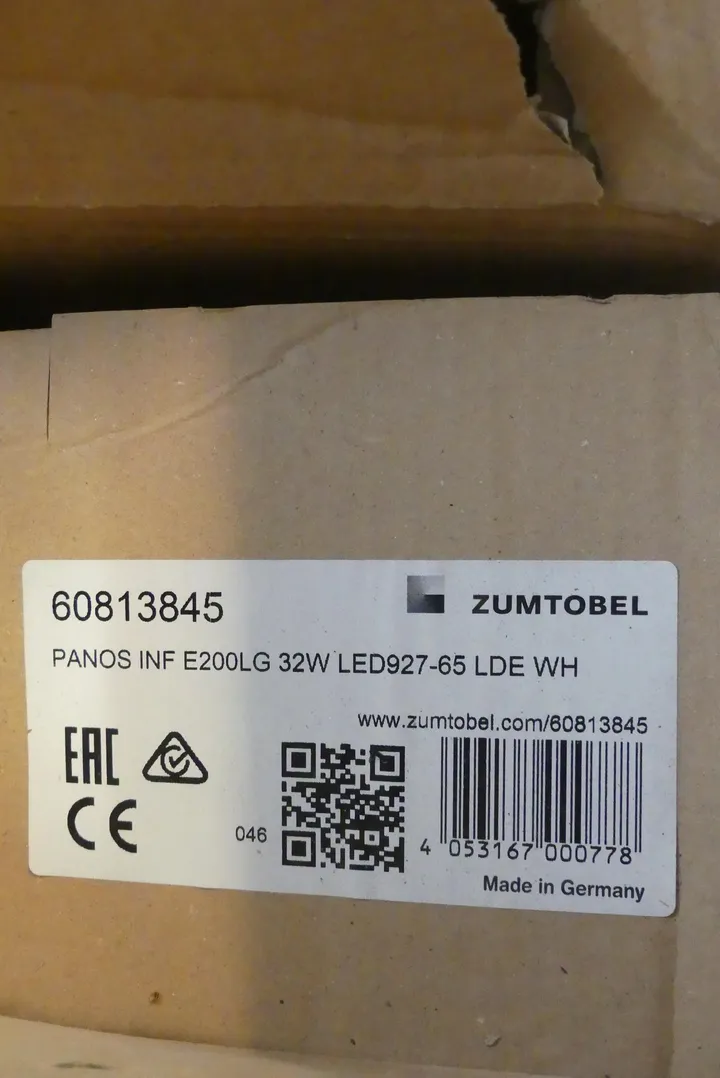 60813845
ZUMTOBEL
PANOS INF E200LG 32W LED927-65 LDE WH
www.zumtobel.com/60813845
EAC
CE
046
4 053167 000778
Made in Germany